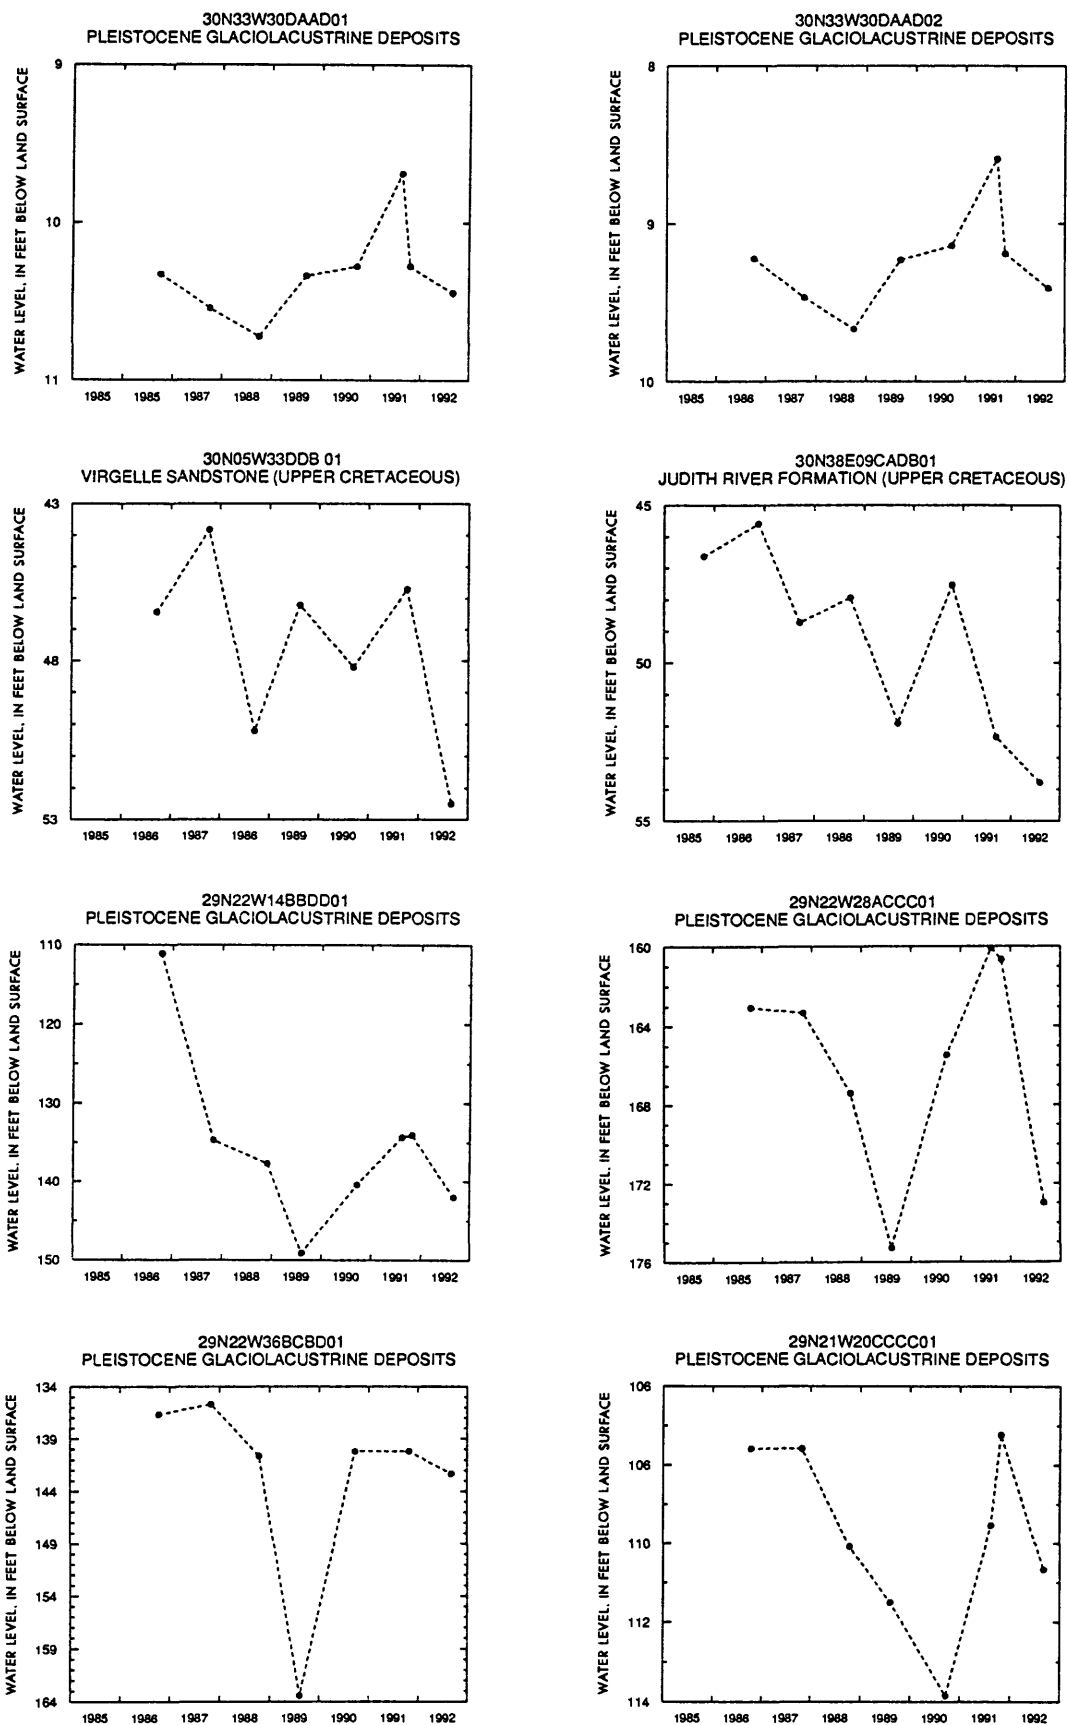 30N33W30DAAD01
PLEISTOCENE GLACIOLACUSTRINE DEPOSITS
WATER LEVEL, IN FEET BELOW LAND SURFACE
9
10
11
1985 1985 1987 1988 1989 1990 1991 1992
30N33W30DAAD02
PLEISTOCENE GLACIOLACUSTRINE DEPOSITS
WATER LEVEL, IN FEET BELOW LAND SURFACE
8
9
10
1985 1986 1987 1988 1989 1990 1991 1992
30N05W33DDB 01
VIRGELLE SANDSTONE (UPPER CRETACEOUS)
WATER LEVEL, IN FEET BELOW LAND SURFACE
43
48
53
1985 1986 1987 1988 1989 1990 1991 1992
30N38E09CADB01
JUDITH RIVER FORMATION (UPPER CRETACEOUS)
WATER LEVEL, IN FEET BELOW LAND SURFACE
45
50
55
1985 1986 1987 1988 1989 1990 1991 1992
29N22W14BBDD01
PLEISTOCENE GLACIOLACUSTRINE DEPOSITS
WATER LEVEL, IN FEET BELOW LAND SURFACE
110
120
130
140
150
1985 1986 1987 1988 1989 1990 1991 1992
29N22W28ACCC01
PLEISTOCENE GLACIOLACUSTRINE DEPOSITS
WATER LEVEL, IN FEET BELOW LAND SURFACE
160
164
168
172
176
1985 1985 1987 1988 1989 1990 1991 1992
29N22W36BCBD01
PLEISTOCENE GLACIOLACUSTRINE DEPOSITS
WATER LEVEL, IN FEET BELOW LAND SURFACE
134
139
144
149
154
159
164
1985 1986 1987 1988 1989 1990 1991 1992
29N21W20CCCC01
PLEISTOCENE GLACIOLACUSTRINE DEPOSITS
WATER LEVEL, IN FEET BELOW LAND SURFACE
106
106
110
112
114
1985 1986 1987 1988 1989 1990 1991 1992